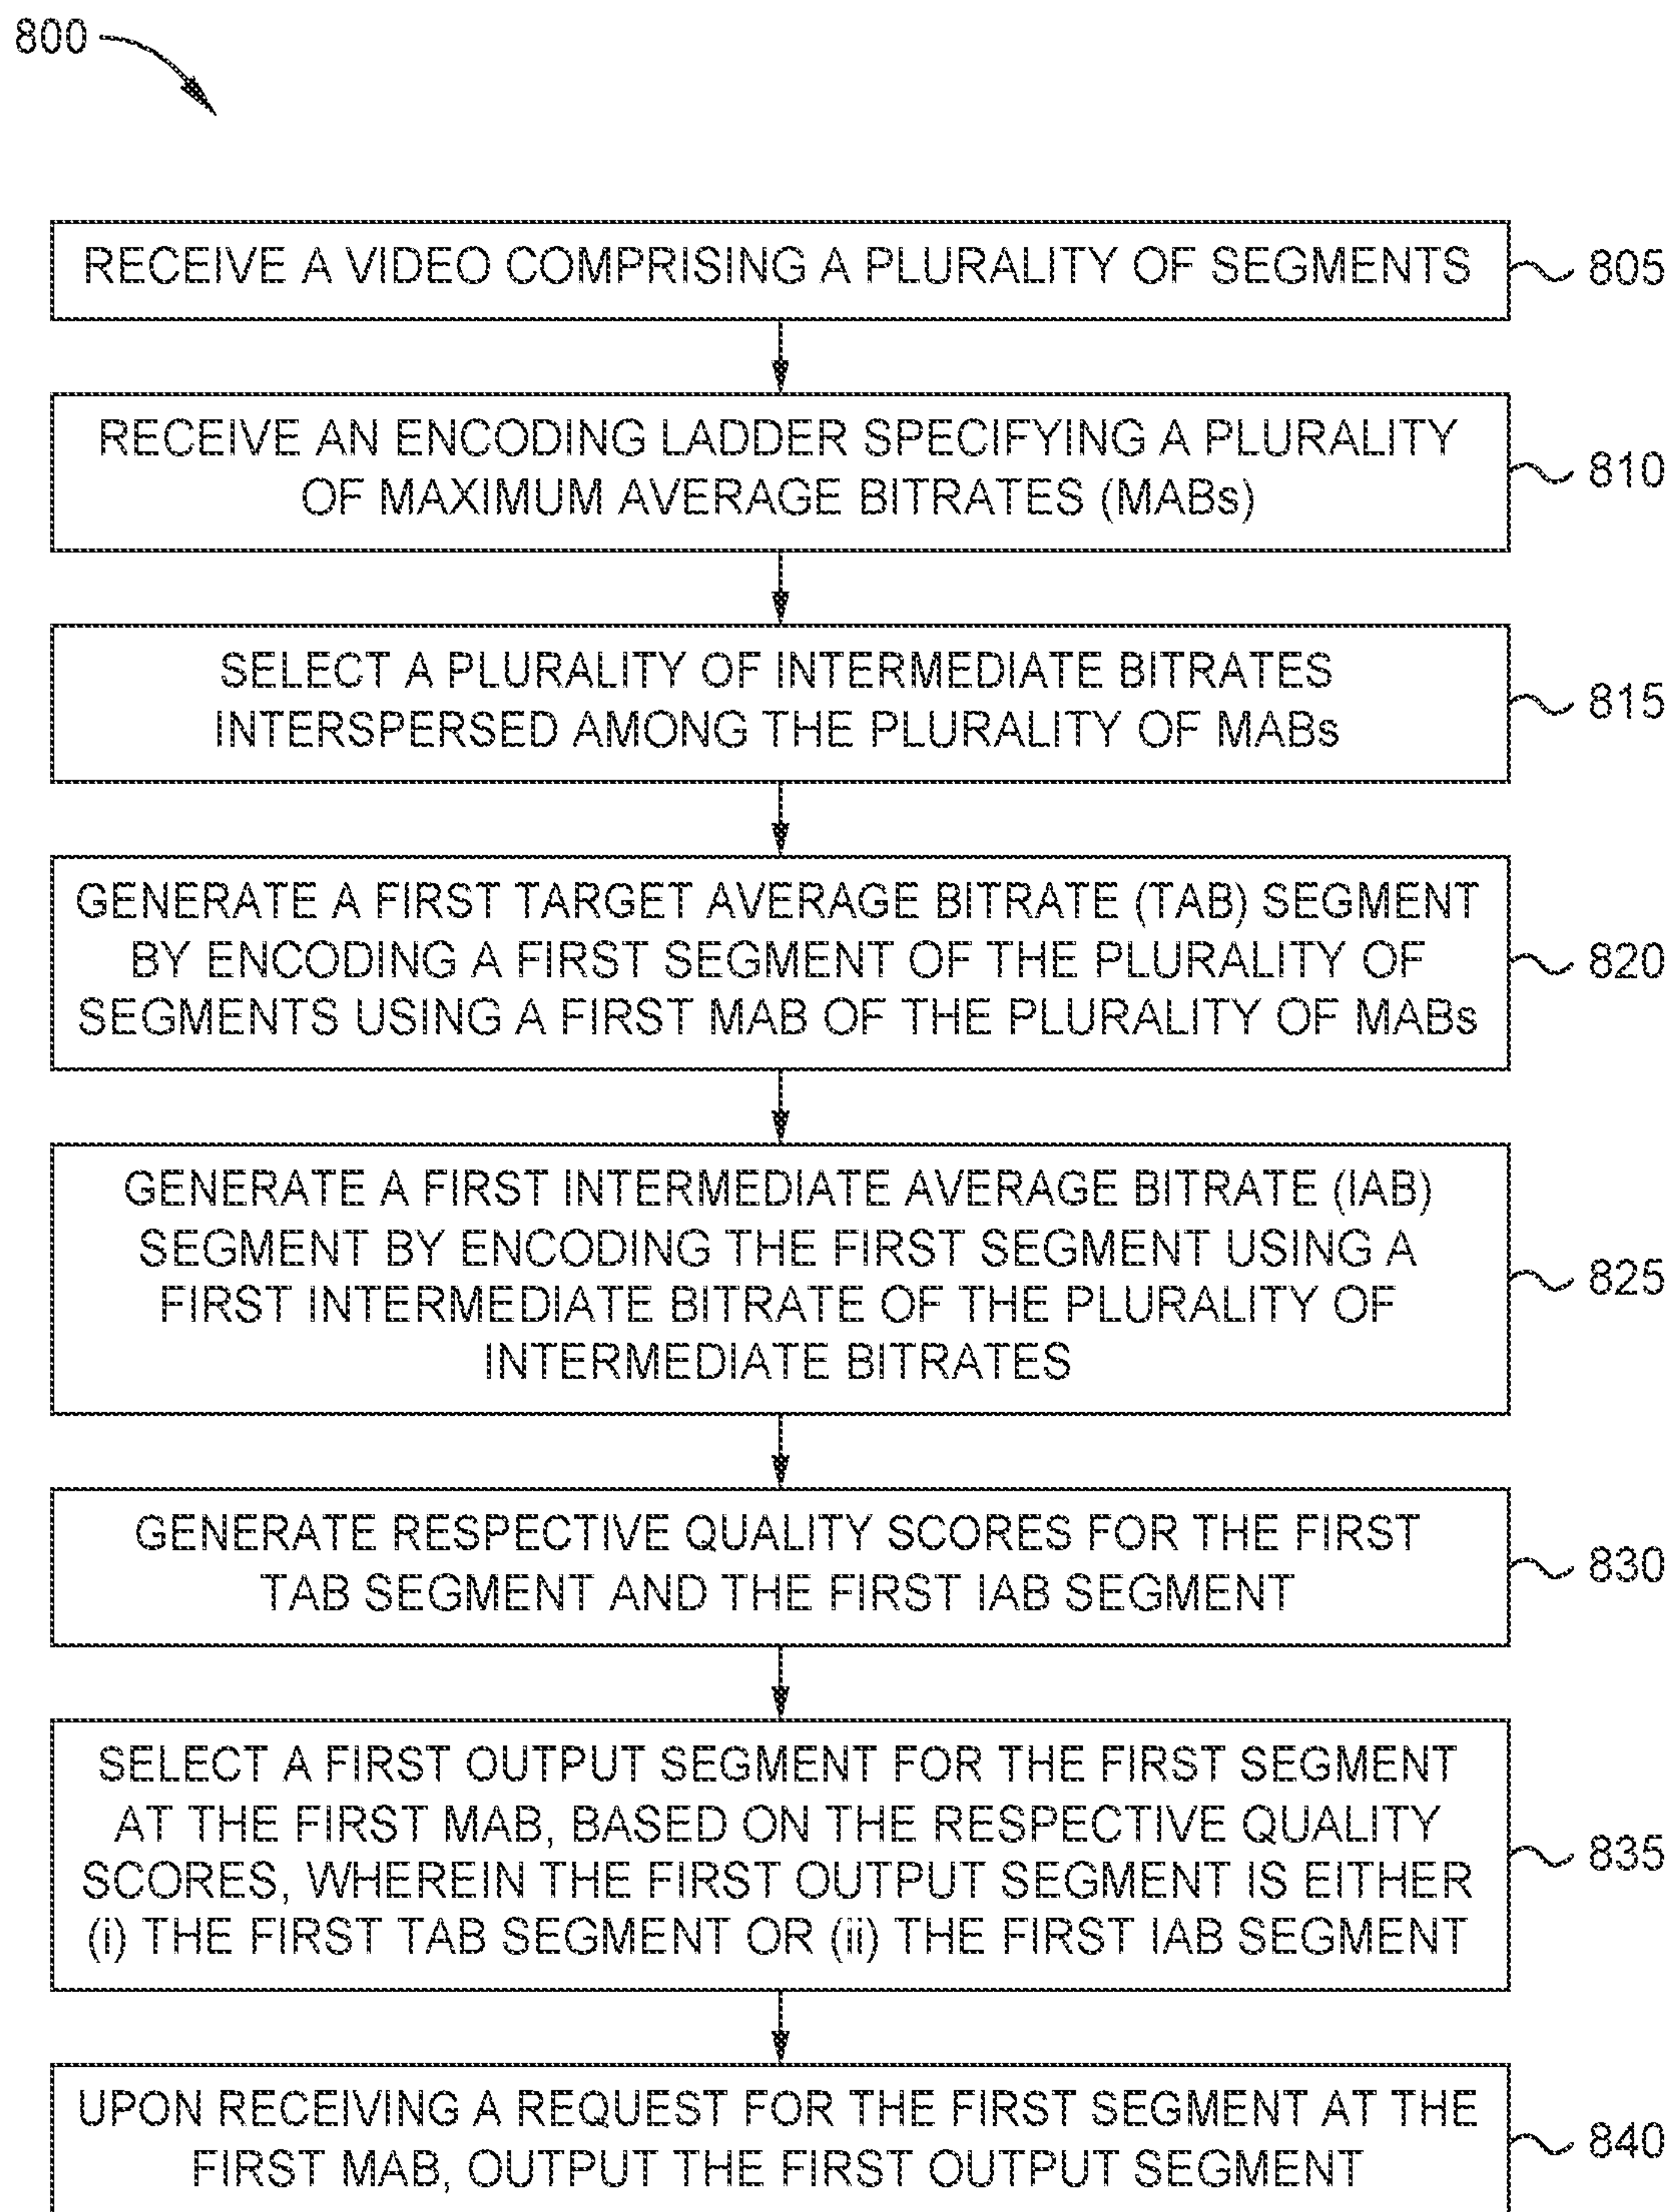 800
RECEIVE A VIDEO COMPRISING A PLURALITY OF SEGMENTS
805
RECEIVE AN ENCODING LADDER SPECIFYING A PLURALITY
OF MAXIMUM AVERAGE BITRATES (MABs)
810
SELECT A PLURALITY OF INTERMEDIATE BITRATES
INTERSPERSED AMONG THE PLURALITY OF MABs
815
GENERATE A FIRST TARGET AVERAGE BITRATE (TAB) SEGMENT
BY ENCODING A FIRST SEGMENT OF THE PLURALITY OF
SEGMENTS USING A FIRST MAB OF THE PLURALITY OF MABs
820
GENERATE A FIRST INTERMEDIATE AVERAGE BITRATE (IAB)
SEGMENT BY ENCODING THE FIRST SEGMENT USING A
FIRST INTERMEDIATE BITRATE OF THE PLURALITY OF
INTERMEDIATE BITRATES
825
GENERATE RESPECTIVE QUALITY SCORES FOR THE FIRST
TAB SEGMENT AND THE FIRST IAB SEGMENT
830
SELECT A FIRST OUTPUT SEGMENT FOR THE FIRST SEGMENT
AT THE FIRST MAB, BASED ON THE RESPECTIVE QUALITY
SCORES, WHEREIN THE FIRST OUTPUT SEGMENT IS EITHER
(i) THE FIRST TAB SEGMENT OR (ii) THE FIRST IAB SEGMENT
835
UPON RECEIVING A REQUEST FOR THE FIRST SEGMENT AT THE
FIRST MAB, OUTPUT THE FIRST OUTPUT SEGMENT
840